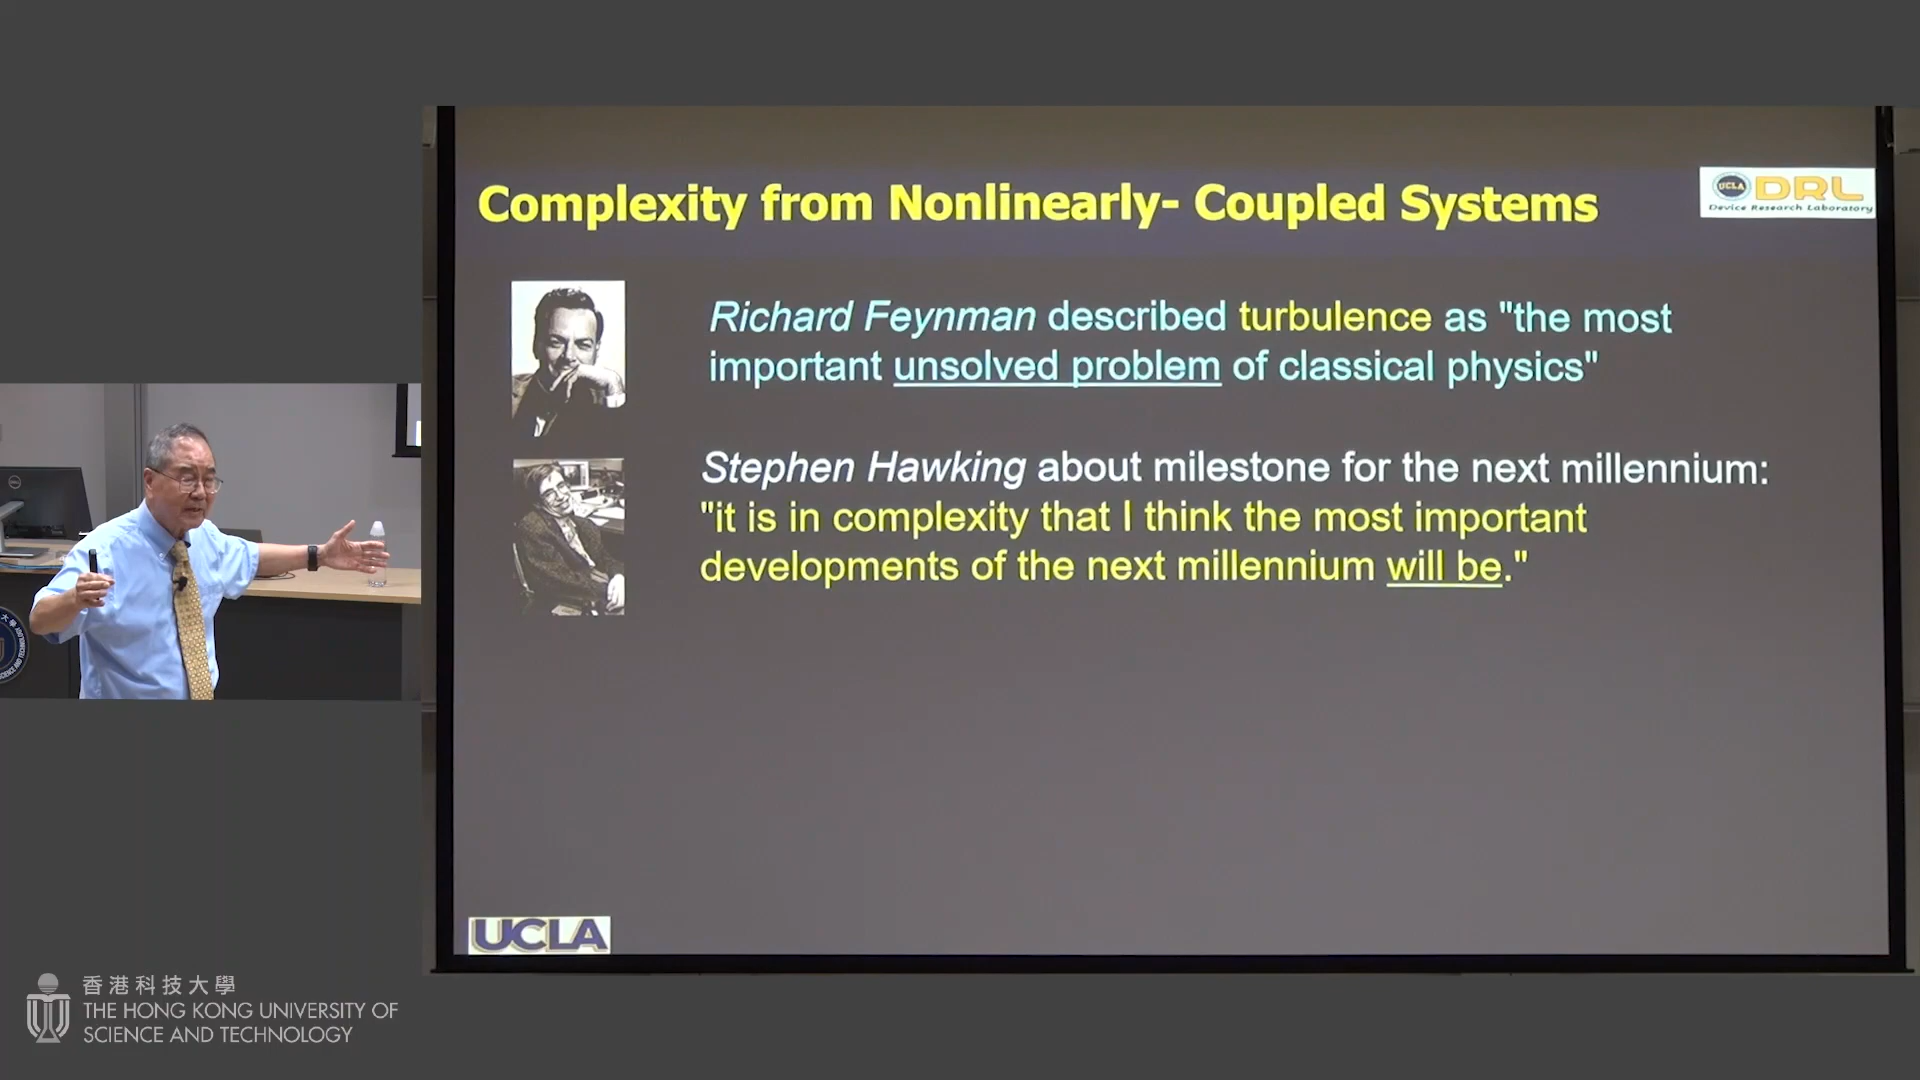 Complexity from Nonlinearly- Coupled Systems
UCLA
DRL
Device Research Laboratory
Richard Feynman described turbulence as "the most
important unsolved problem of classical physics"
Stephen Hawking about milestone for the next millennium:
"it is in complexity that I think the most important
developments of the next millennium will be."
UCLA
香港科技大學
THE HONG KONG UNIVERSITY OF
SCIENCE AND TECHNOLOGY